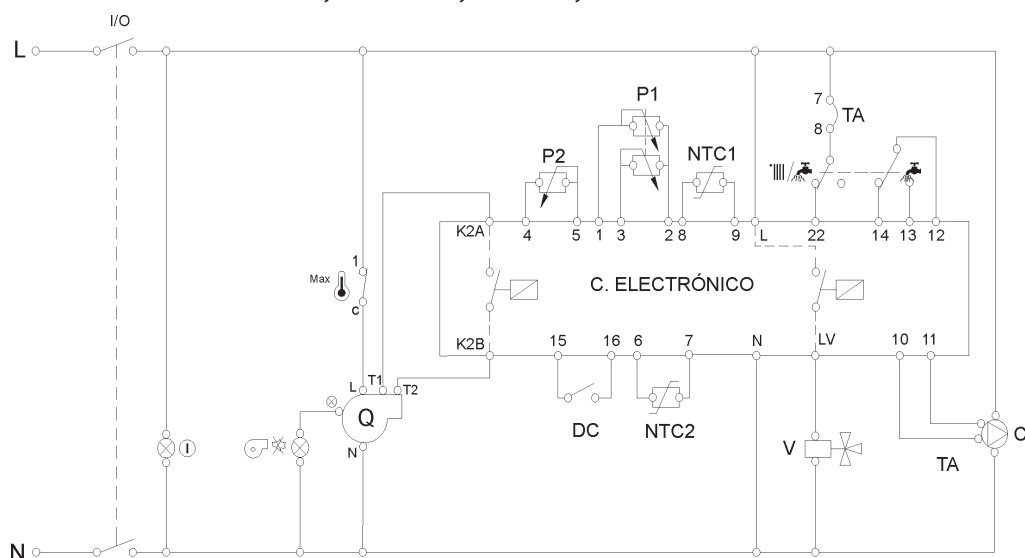 I/O
L
P1
7
TA
8
P2
NTC1
K2A
4
5
1
3
2
8
9
L
22
14
13
12
1
Max
C. ELECTRÓNICO
c
K2B
15
16
6
7
N
LV
10
11
L
T1
T2
Q
DC
NTC2
I
N
V
C
TA
N